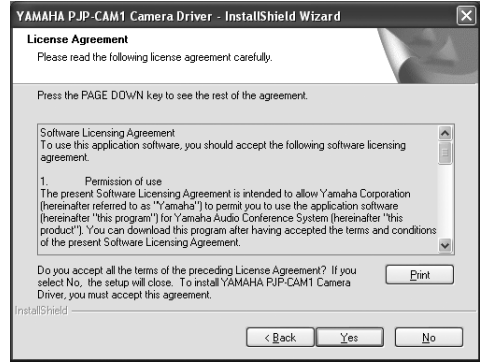 YAMAHA PJP-CAM1 Camera Driver - InstallShield Wizard
License Agreement
Please read the following license agreement carefully.
Press the PAGE DOWN key to see the rest of the agreement.
Software Licensing Agreement
To use this application software, you should accept the following software licensing
agreement.
1. Permission of use
The present Software Licensing Agreement is intended to allow Yamaha Corporation
(hereinafter referred to as "Yamaha") to permit you to use the application software
(hereinafter "this program") for Yamaha Audio Conference System (hereinafter "this
product"). You can download this program after having accepted the terms and conditions
of the present Software Licensing Agreement.
Do you accept all the terms of the preceding License Agreement? If you
select No, the setup will close. To install YAMAHA PJP-CAM1 Camera
Driver, you must accept this agreement.
Print
InstallShield
< Back
Yes
No